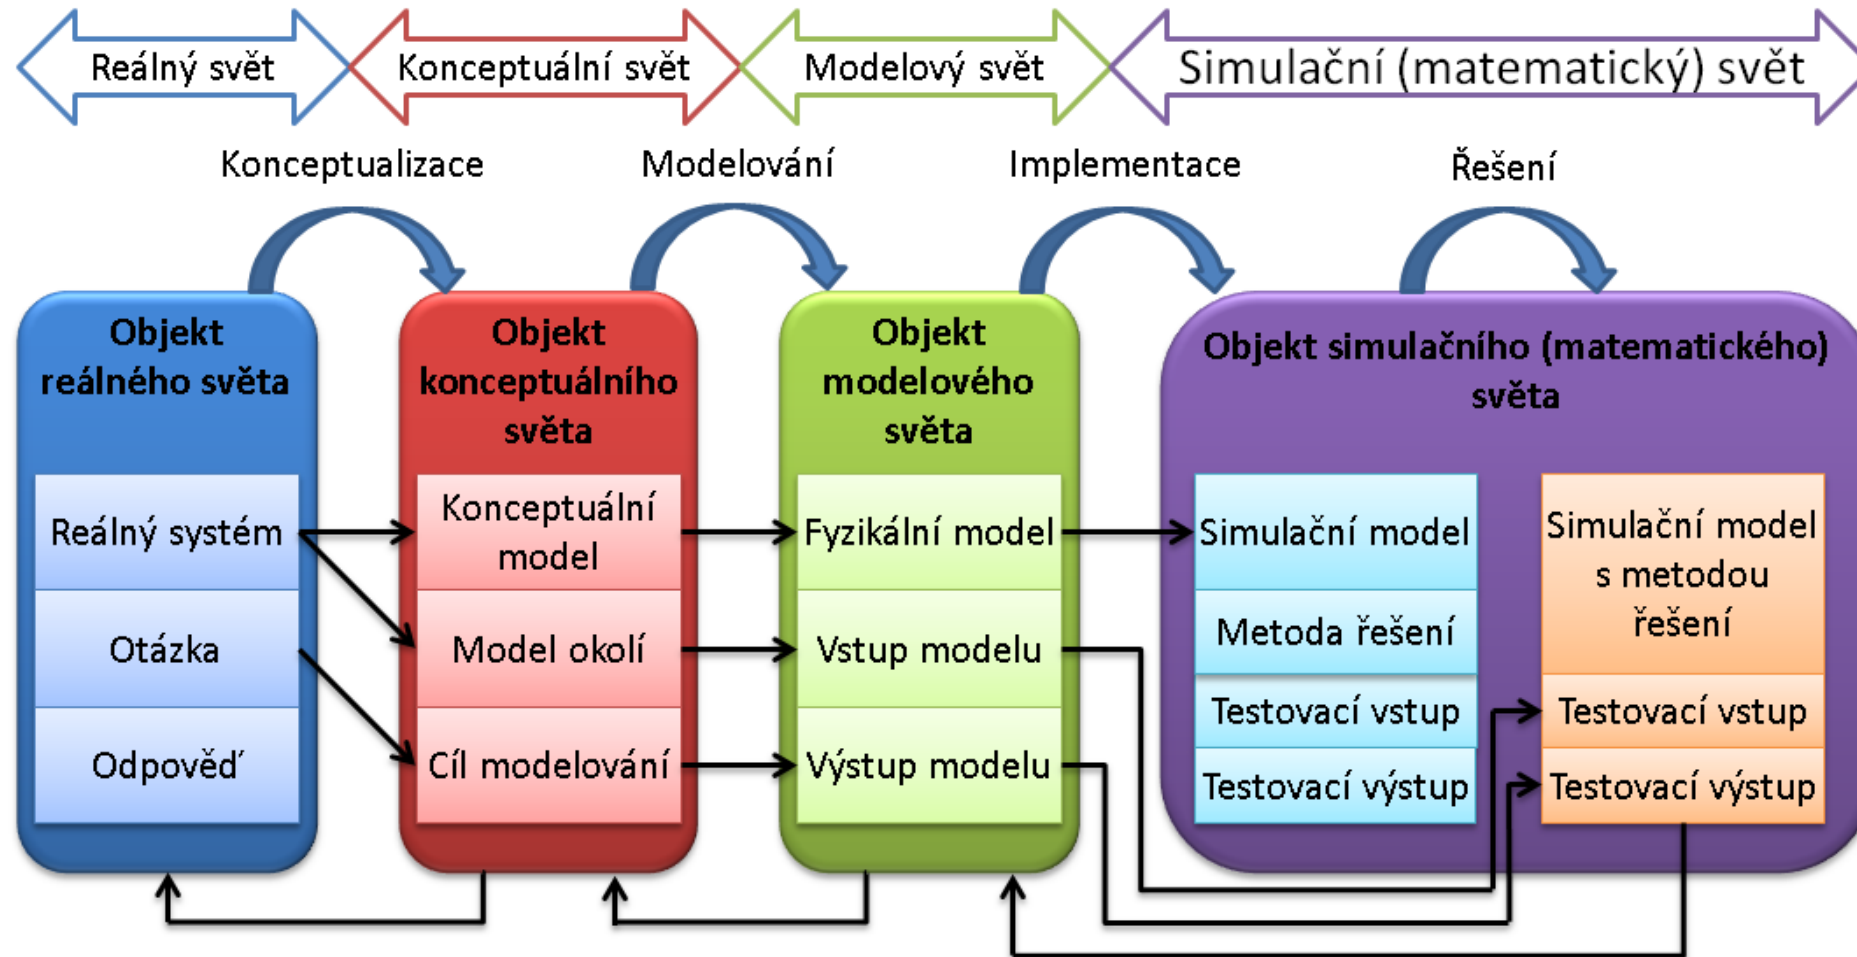 Reálný svět
Konceptuální svět
Modelový svět
Simulační (matematický) svět
Konceptualizace
Modelování
Implementace
Řešení
Objekt
reálného světa
Reálný systém
Otázka
Odpověď
Objekt
konceptuálního
světa
Konceptuální
model
Model okolí
Cíl modelování
Objekt
modelového
světa
Fyzikální model
Vstup modelu
Výstup modelu
Objekt simulačního (matematického)
světa
Simulační model
Metoda řešení
Testovací vstup
Testovací výstup
Simulační model
s metodou
řešení
Testovací vstup
Testovací výstup